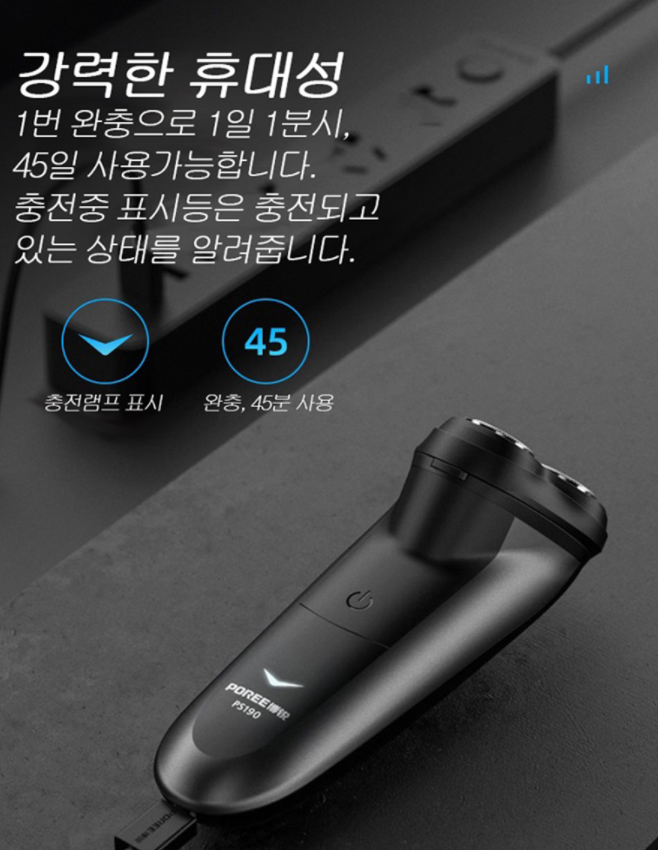 강력한 휴대성
1번 완충으로 1일 1분시,
45일 사용가능합니다.
충전중 표시등은 충전되고
있는 상태를 알려줍니다.
45
충전램프 표시
완충, 45분 사용
POREE博锐
PS190
POREE